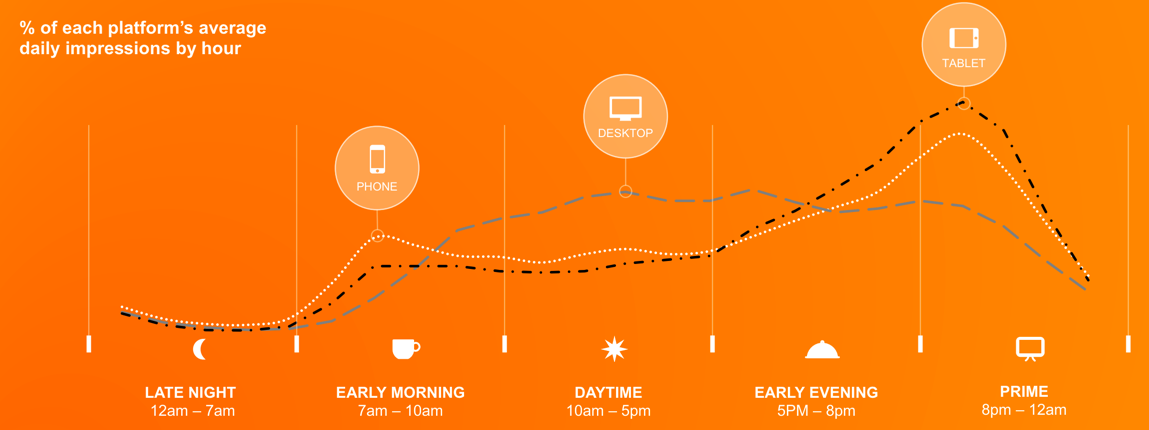 % of each platform's average
daily impressions by hour
TABLET
DESKTOP
PHONE
LATE NIGHT
12am – 7am
EARLY MORNING
7am – 10am
DAYTIME
10am – 5pm
EARLY EVENING
5PM – 8pm
PRIME
8pm – 12am